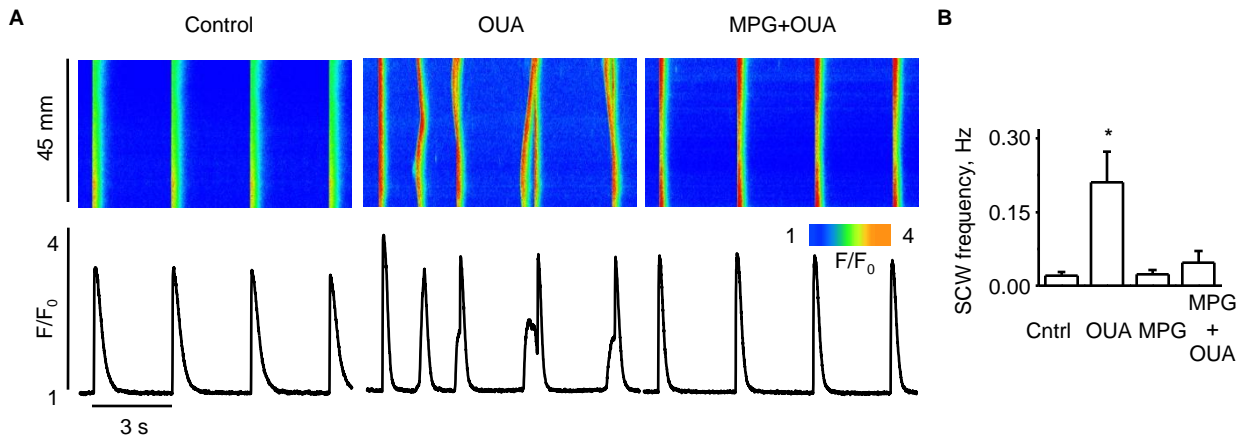 A
B
Control
OUA
MPG+OUA
45 mm
4
F/F0
1
3 s
1
4
F/F0
SCW frequency, Hz
0.30
0.15
0.00
*
Cntrl
OUA
MPG
MPG
+
OUA